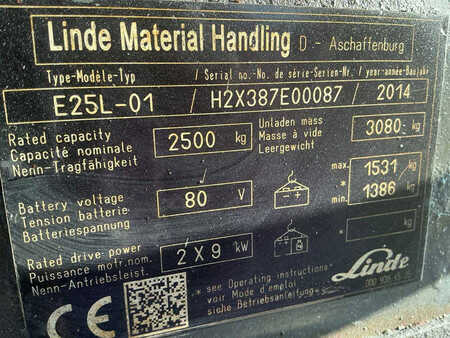 Linde Material Handling D. - Aschaffenburg
Type-Modèle-Typ / Serial no.-No. de série-Serien-Nr. / year-année-Baujahr
E25L-01 / H2X387E00087 / 2014
Rated capacity
Capacité nominale
Nenn-Tragfähigkeit
2500 kg
Unladen mass
Masse à vide
Leergewicht
3080 kg
Battery voltage
Tension batterie
Batteriespannung
80 V
- +
max. 1531 kg
*
min. 1386
Rated drive power
Puissance motr.nom.
Nenn-Antriebsleist.
2 X 9 kW
* kg
* see Operating instructions
voir Mode d'emploi
siehe Betriebsanleitung
CE
Linde